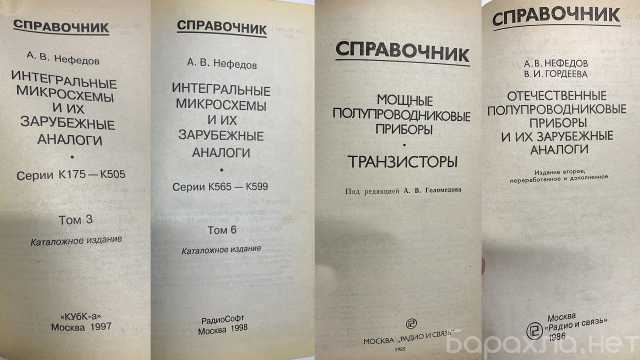 СПРАВОЧНИК
А. В. Нефедов
ИНТЕГРАЛЬНЫЕ
МИКРОСХЕМЫ
И ИХ
ЗАРУБЕЖНЫЕ
АНАЛОГИ
•
Серии К175—К505
Том 3
Каталожное издание
«КУбК-а»
Москва 1997
СПРАВОЧНИК
А. В. Нефедов
ИНТЕГРАЛЬНЫЕ
МИКРОСХЕМЫ
И ИХ
ЗАРУБЕЖНЫЕ
АНАЛОГИ
•
Серии К565—К599
Том 6
Каталожное издание
РадиоСофт
Москва 1998
СПРАВОЧНИК
МОЩНЫЕ
ПОЛУПРОВОДНИКОВЫЕ
ПРИБОРЫ
•
ТРАНЗИСТОРЫ
Под редакцией А. В. Голомедова
МОСКВА „РАДИО И СВЯЗЬ"
СПРАВОЧНИК
А. В. НЕФЕДОВ
В. И. ГОРДЕЕВА
ОТЕЧЕСТВЕННЫЕ
ПОЛУПРОВОДНИКОВЫЕ
ПРИБОРЫ
И ИХ ЗАРУБЕЖНЫЕ
АНАЛОГИ
Издание второе,
переработанное и дополненное
Москва
„Радио и связь"
1986
барахла.нет